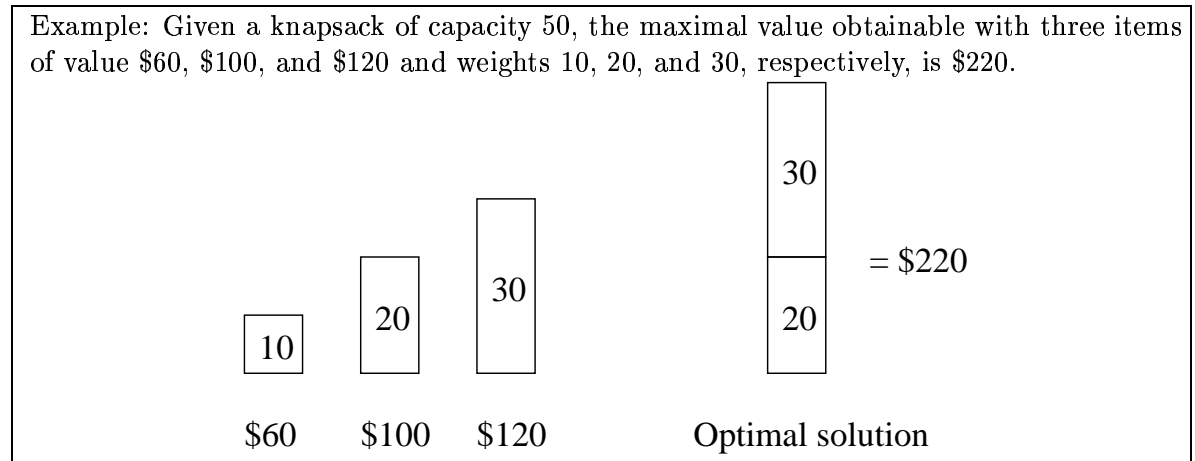 Example: Given a knapsack of capacity 50, the maximal value obtainable with three items
of value $60, $100, and $120 and weights 10, 20, and 30, respectively, is $220.
30
= $220
30
20
20
10
$60 $100 $120 Optimal solution